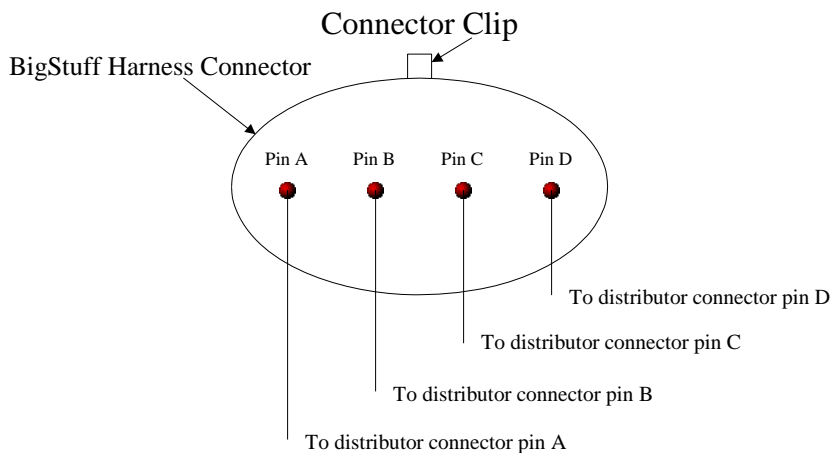 Connector Clip
BigStuff Harness Connector
Pin A
Pin B
Pin C
Pin D
To distributor connector pin D
To distributor connector pin C
To distributor connector pin B
To distributor connector pin A